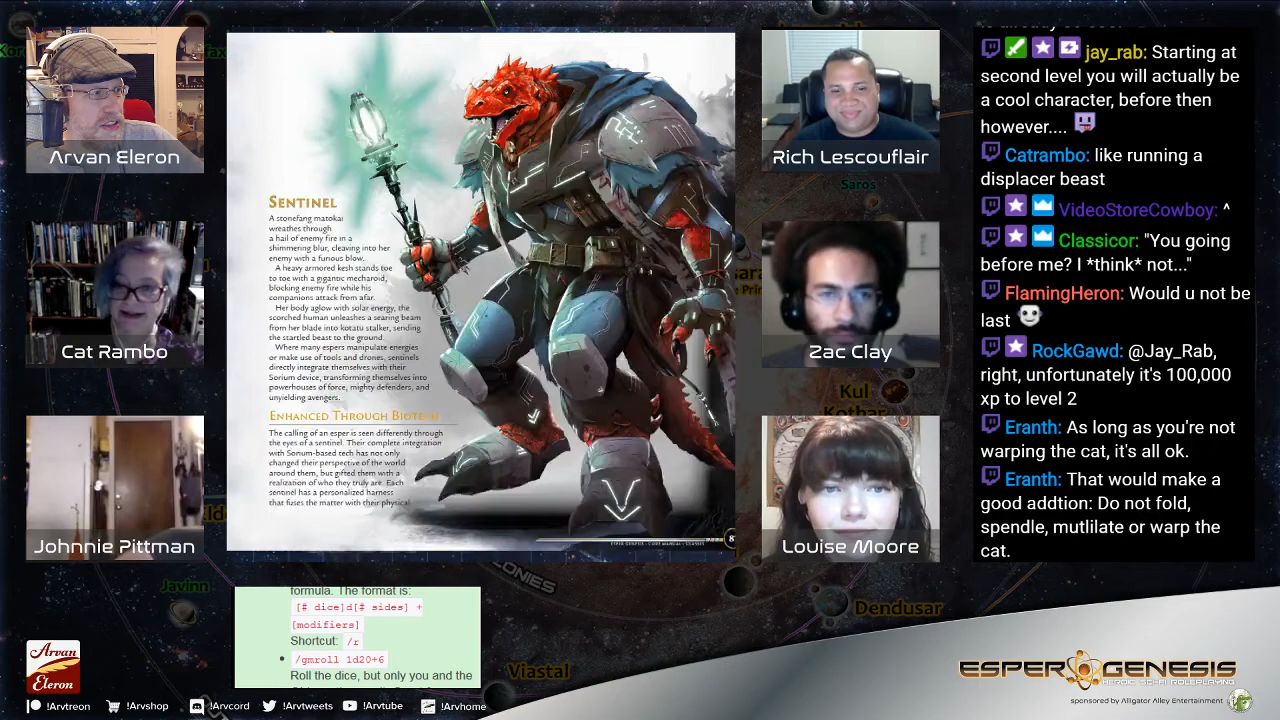 Arvan Eleron
Cat Rambo
Johnnie Pittman
SENTINEL
A stonefang matokai
wreathes through
a hail of enemy fire in a
shimmering blur, cleaving into her
enemy with a furious blow.
A heavy armored kesh stands toe
to toe with a gigantic mecharoid,
blocking enemy fire while his
companions attack from afar.
Her body aglow with solar energy, the
scorched human unleashes a searing beam
from her blade into kotatu stalker, sending
the startled beast to the ground.
Where many espers manipulate energies
or make use of tools and drones, sentinels
directly integrate themselves with their
Sorium device, transforming themselves into
powerhouses of force, mighty defenders, and
unyielding avengers.
ENHANCED THROUGH BIOTECH
The calling of an esper is seen differently through
the eyes of a sentinel. Their complete integration
with Sorium-based tech has not only
changed their perspective of the world
around them, but gifted them with a
realization of who they truly are. Each
sentinel has a personalized harness
that fuses the matter with their physical
ESPER GENESIS - CORE MANUAL - CLASSES
8
Rich Lescouflair
Saros
Zac Clay
Kul
Kothar
Louise Moore
jay_rab: Starting at
second level you will actually be
a cool character, before then
however....
Catrambo: like running a
displacer beast
VideoStoreCowboy: ^
Classicor: "You going
before me? I *think* not..."
FlamingHeron: Would u not be
last
RockGawd: @Jay_Rab,
right, unfortunately it's 100,000
xp to level 2
Eranth: As long as you're not
warping the cat, it's all ok.
Eranth: That would make a
good addtion: Do not fold,
spendle, mutlilate or warp the
cat.
Javinn
COLONIES
Dendusar
Viastal
formula. The format is:
[# dice]d[# sides] +
[modifiers]
Shortcut: /r
• /gmroll 1d20+6
Roll the dice, but only you and the
Arvan
Eleron
!Arvtreon !Arvshop !Arvcord !Arvtweets !Arvtube !Arvhome
ESPER GENESIS
HEROIC SCI-FI ROLEPLAYING
sponsored by Alligator Alley Entertainment